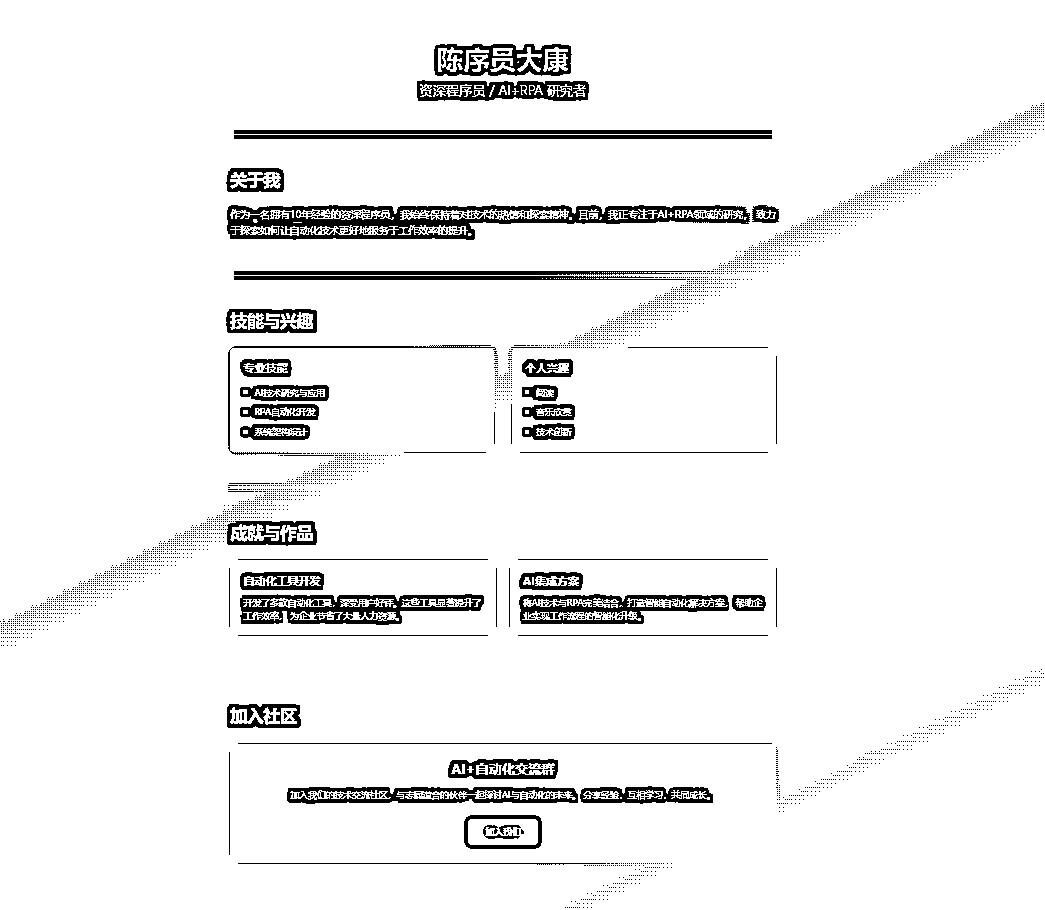 陈序员大康
资深程序员 / AI+RPA 研究者
关于我
作为一名拥有10年经验的资深程序员，我始终保持着对技术的热情和探索精神。目前，我正专注于AI+RPA领域的研究，致力
于探索如何让自动化技术更好地服务于工作效率的提升。
技能与兴趣
专业技能
AI技术研究与应用
RPA自动化开发
系统架构设计
个人兴趣
阅读
音乐欣赏
技术创新
成就与作品
自动化工具开发
开发了多款自动化工具，深受用户好评。这些工具显著提升了
工作效率，为企业节省了大量人力资源。
AI集成方案
将AI技术与RPA完美结合，打造智能自动化解决方案，帮助企
业实现工作流程的智能化升级。
加入社区
AI+自动化交流群
加入我们的技术交流社区，与志同道合的伙伴一起探讨AI与自动化的未来。分享经验，互相学习，共同成长。
加入我们